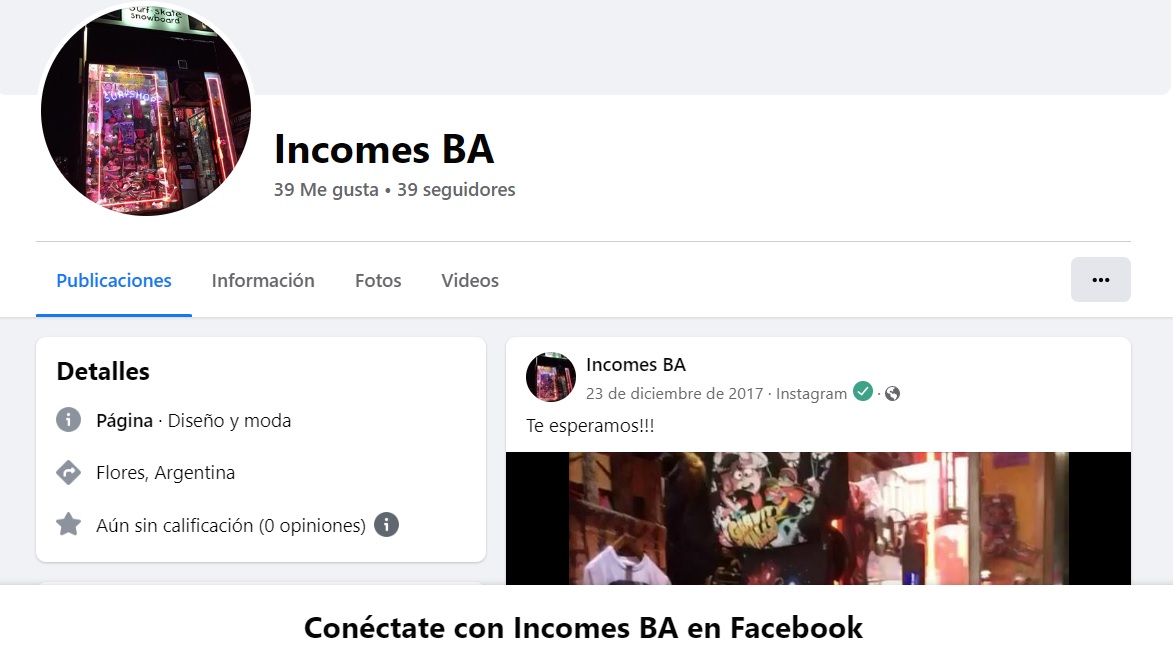 Surf·Skate
Snowboard
SURFSHOP
Incomes BA
39 Me gusta • 39 seguidores
Publicaciones
Información
Fotos
Videos
Detalles
Página · Diseño y moda
Flores, Argentina
Aún sin calificación (0 opiniones)
Incomes BA
23 de diciembre de 2017 · Instagram ·
Te esperamos!!!
Conéctate con Incomes BA en Facebook